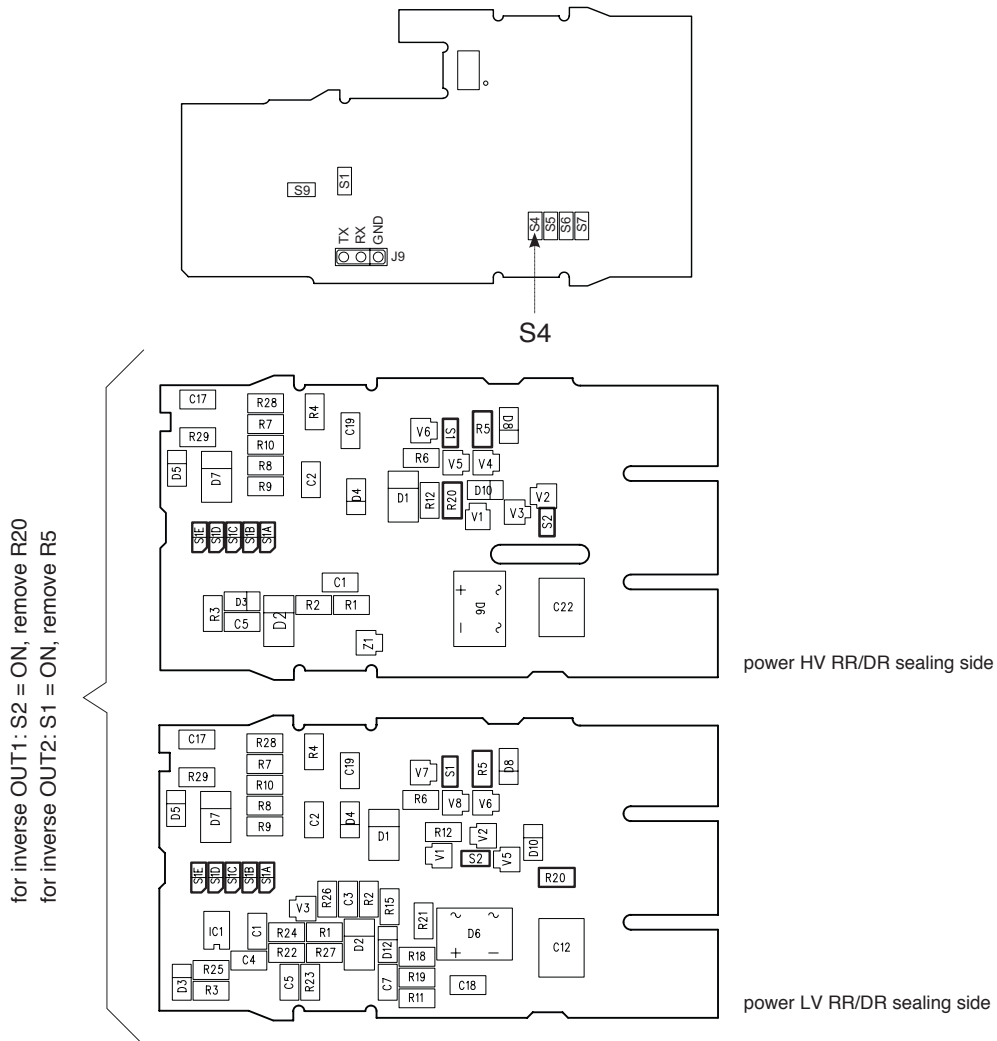 S9
S1
TX
RX
GND
J9
S4
S5
S6
S7
S4
for inverse OUT1: S2 = ON, remove R20
for inverse OUT2: S1 = ON, remove R5
C17
R28
R4
C19
V6
S1
R5
D8
R29
R7
R10
R6
V5
V4
D5
D7
R8
R9
C2
D4
D1
R12
R20
D10
V1
V3
V2
S2
S1E
S1D
S1C
S1B
S1A
C1
R3
D3
C5
D2
R2
R1
Z1
+
~
D6
−
~
C22
power HV RR/DR sealing side
C17
R28
R4
C19
V7
S1
R5
D8
R29
R7
R10
R6
V8
V6
D5
D7
R8
R9
C2
D4
D1
R12
V2
V1
S2
V5
D10
R20
S1E
S1D
S1C
S1B
S1A
V3
R26
C3
R2
R15
R21
IC1
C1
R24
R1
D2
D12
~
~
D6
+
−
C12
R22
R27
C4
R18
D3
R25
R3
C5
R23
C7
R19
R11
C18
power LV RR/DR sealing side